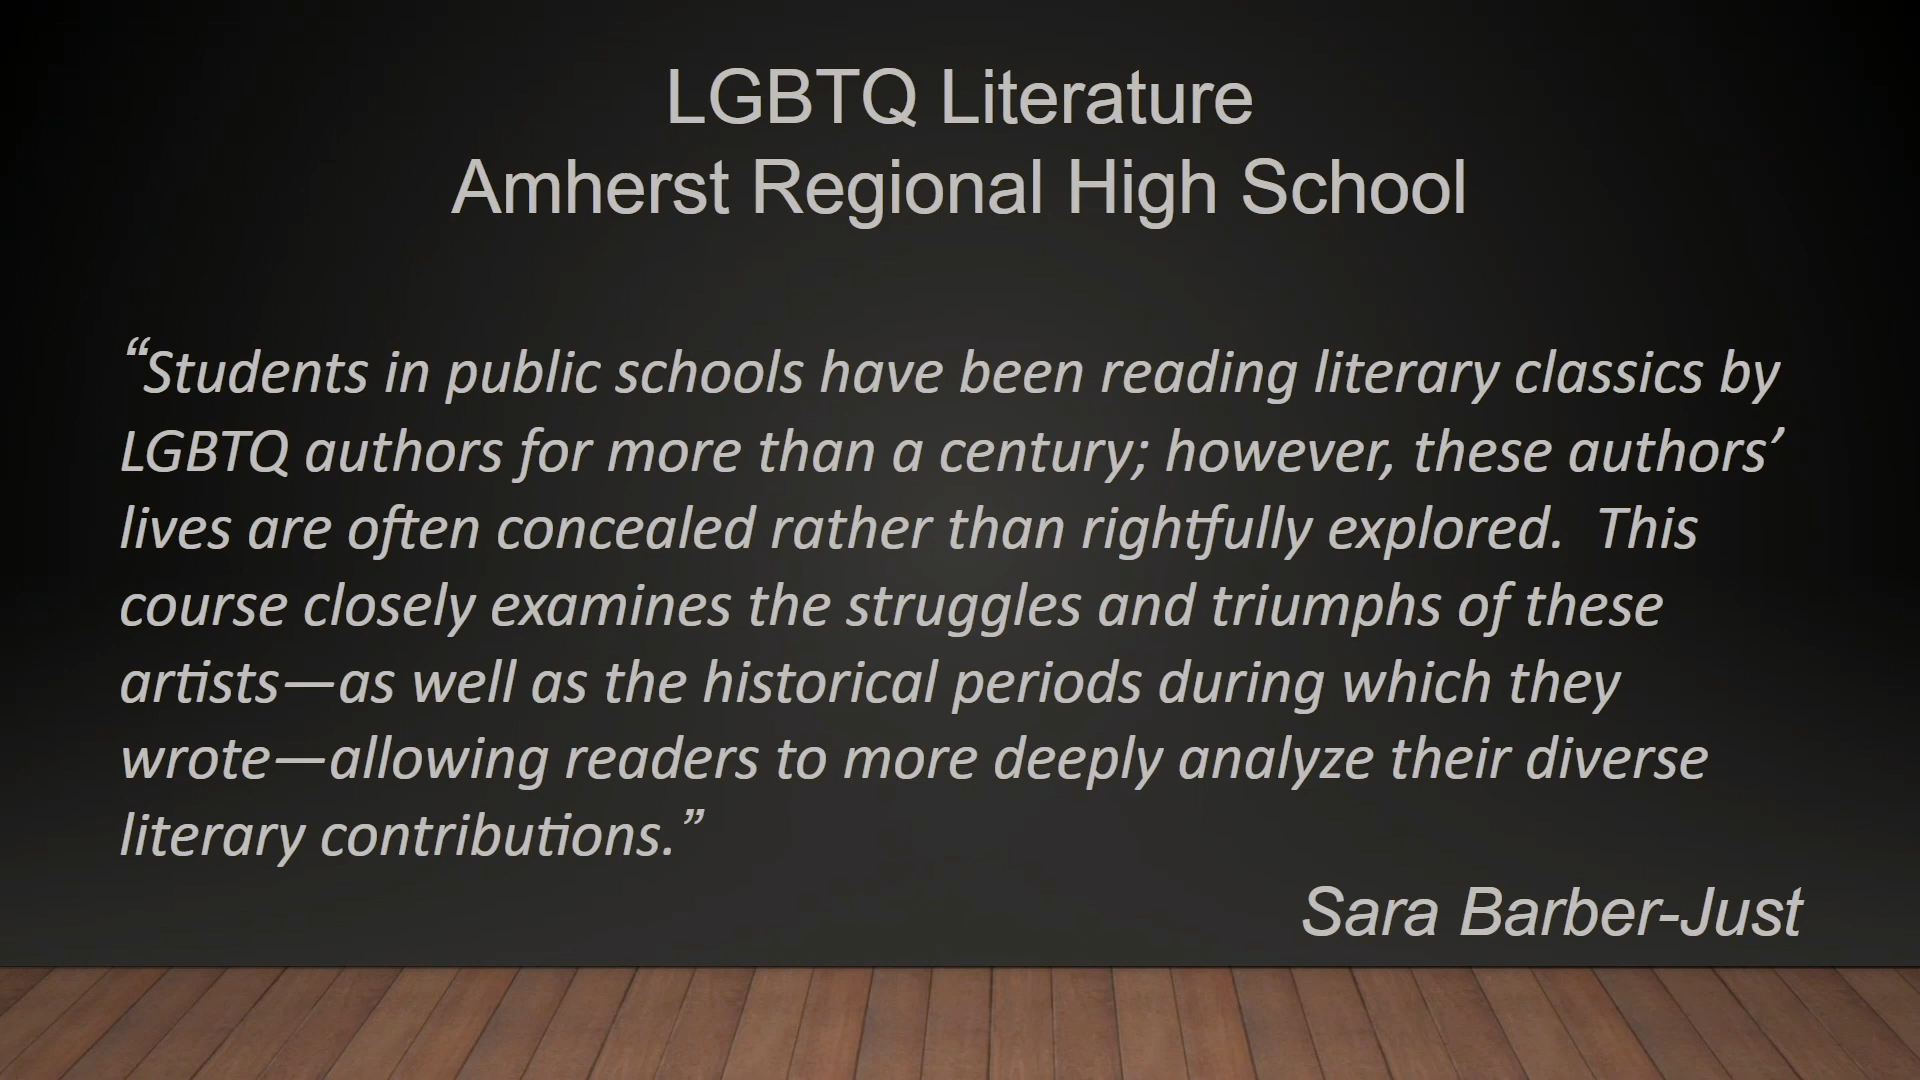 LGBTQ Literature
Amherst Regional High School
“Students in public schools have been reading literary classics by
LGBTQ authors for more than a century; however, these authors’
lives are often concealed rather than rightfully explored.  This
course closely examines the struggles and triumphs of these
artists—as well as the historical periods during which they
wrote—allowing readers to more deeply analyze their diverse
literary contributions.”
Sara Barber-Just